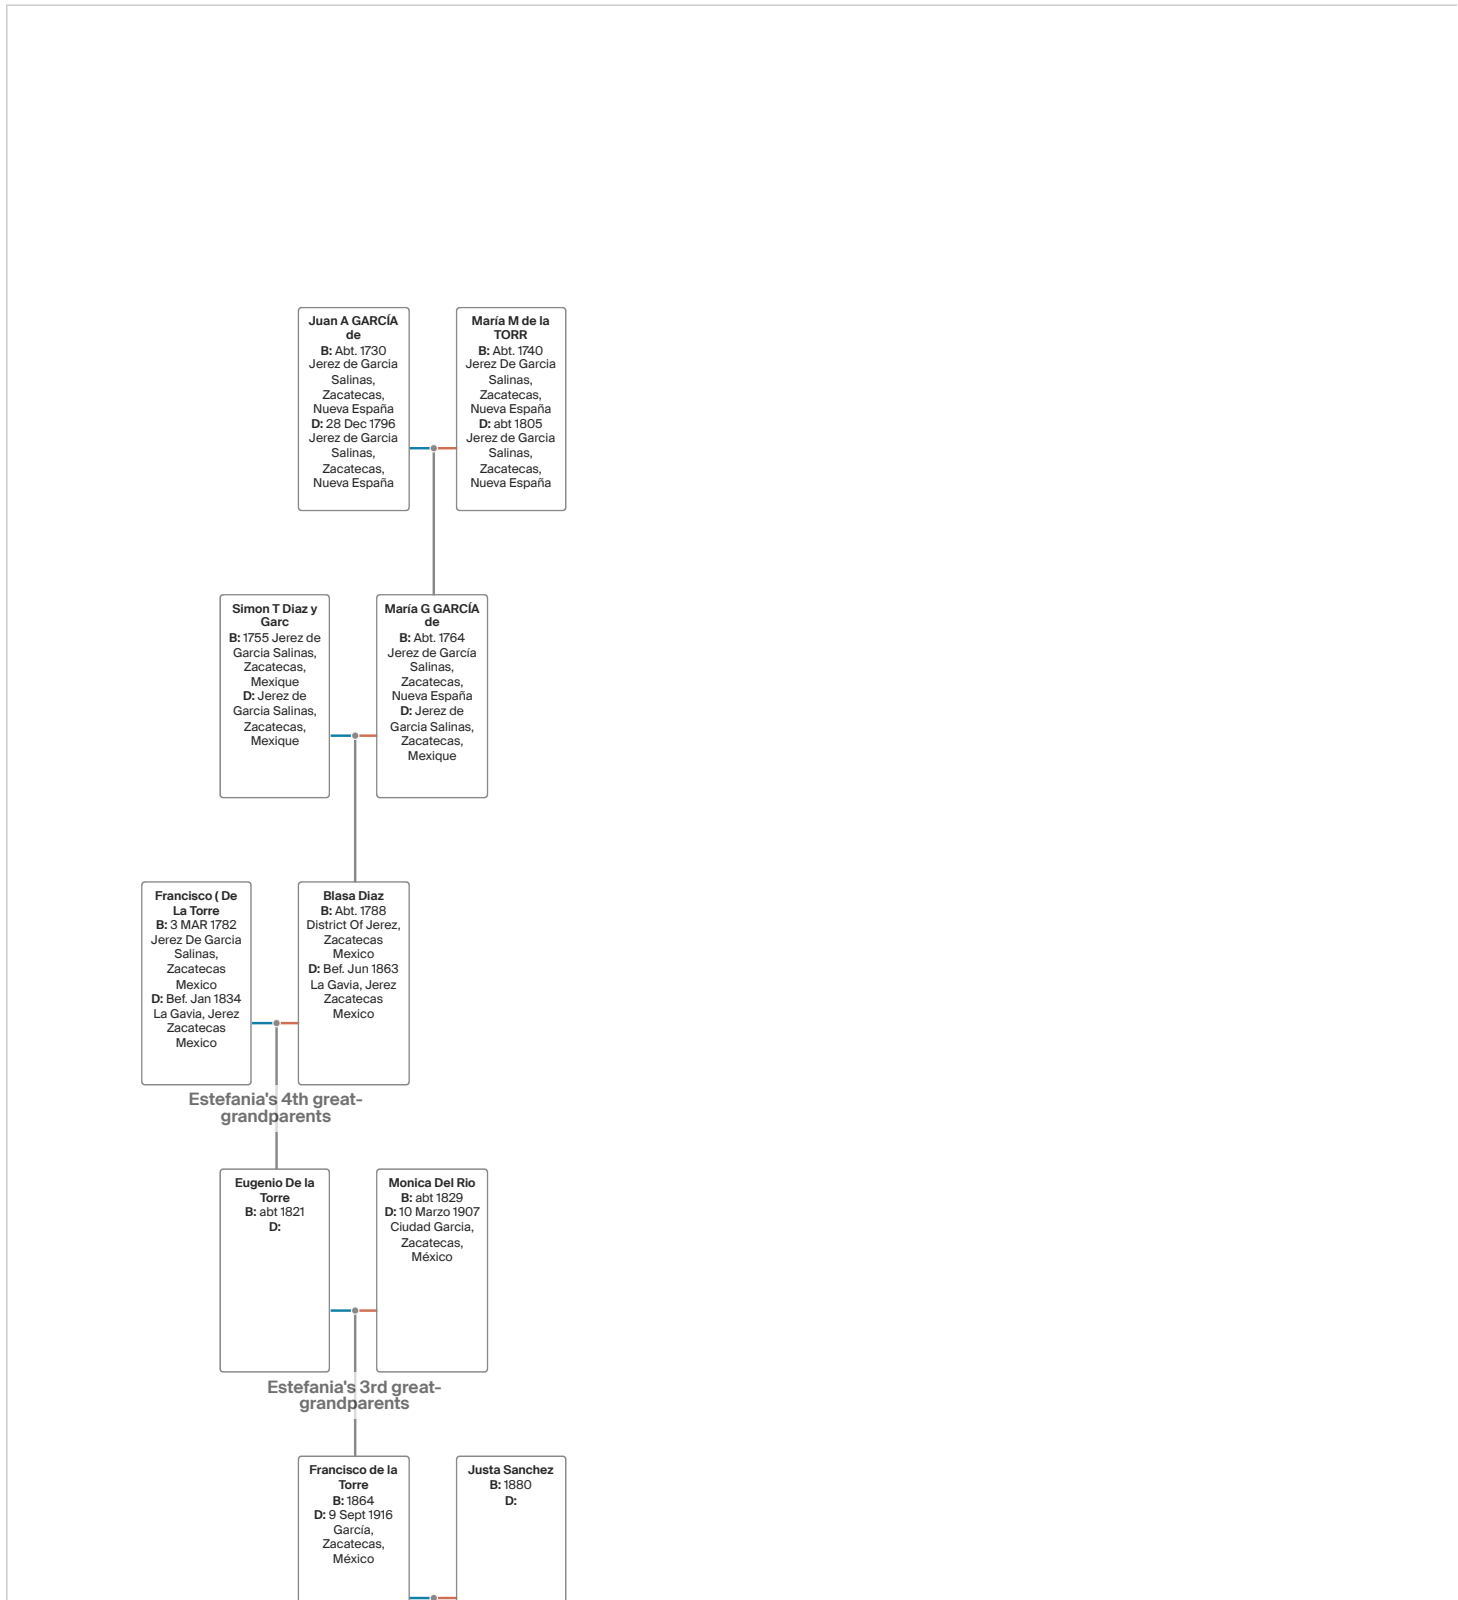 Juan A GARCÍA
de
B: Abt. 1730
Jerez de Garcia
Salinas,
Zacatecas,
Nueva España
D: 28 Dec 1796
Jerez de Garcia
Salinas,
Zacatecas,
Nueva España
María M de la
TORR
B: Abt. 1740
Jerez De Garcia
Salinas,
Zacatecas,
Nueva España
D: abt 1805
Jerez de Garcia
Salinas,
Zacatecas,
Nueva España
Simon T Diaz y
Garc
B: 1755 Jerez de
Garcia Salinas,
Zacatecas,
Mexique
D: Jerez de
Garcia Salinas,
Zacatecas,
Mexique
María G GARCÍA
de
B: Abt. 1764
Jerez de García
Salinas,
Zacatecas,
Nueva España
D: Jerez de
Garcia Salinas,
Zacatecas,
Mexique
Francisco ( De
La Torre
B: 3 MAR 1782
Jerez De Garcia
Salinas,
Zacatecas
Mexico
D: Bef. Jan 1834
La Gavia, Jerez
Zacatecas
Mexico
Blasa Diaz
B: Abt. 1788
District Of Jerez,
Zacatecas
Mexico
D: Bef. Jun 1863
La Gavia, Jerez
Zacatecas
Mexico
Estefania's 4th great-
grandparents
Eugenio De la
Torre
B: abt 1821
D:
Monica Del Rio
B: abt 1829
D: 10 Marzo 1907
Ciudad Garcia,
Zacatecas,
México
Estefania's 3rd great-
grandparents
Francisco de la
Torre
B: 1864
D: 9 Sept 1916
García,
Zacatecas,
México
Justa Sanchez
B: 1880
D: